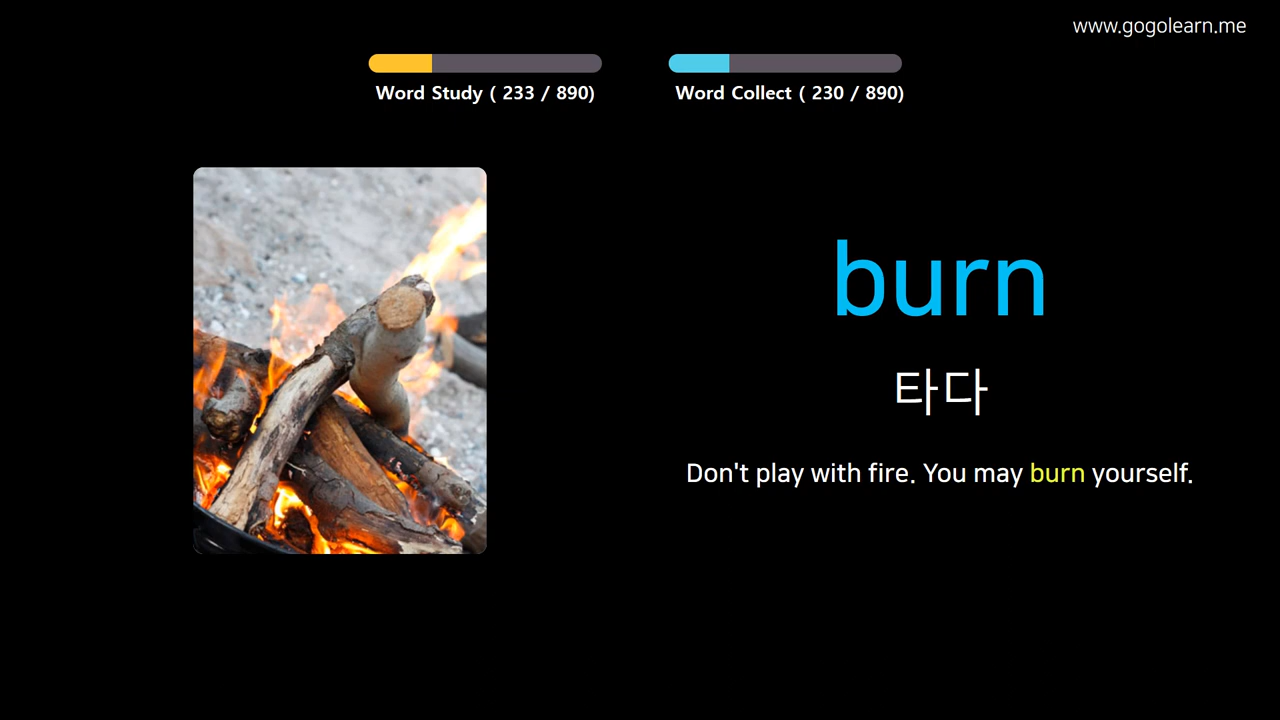 www.gogolearn.me
Word Study ( 233 / 890)
Word Collect ( 230 / 890)
burn
타다
Don't play with fire. You may burn yourself.